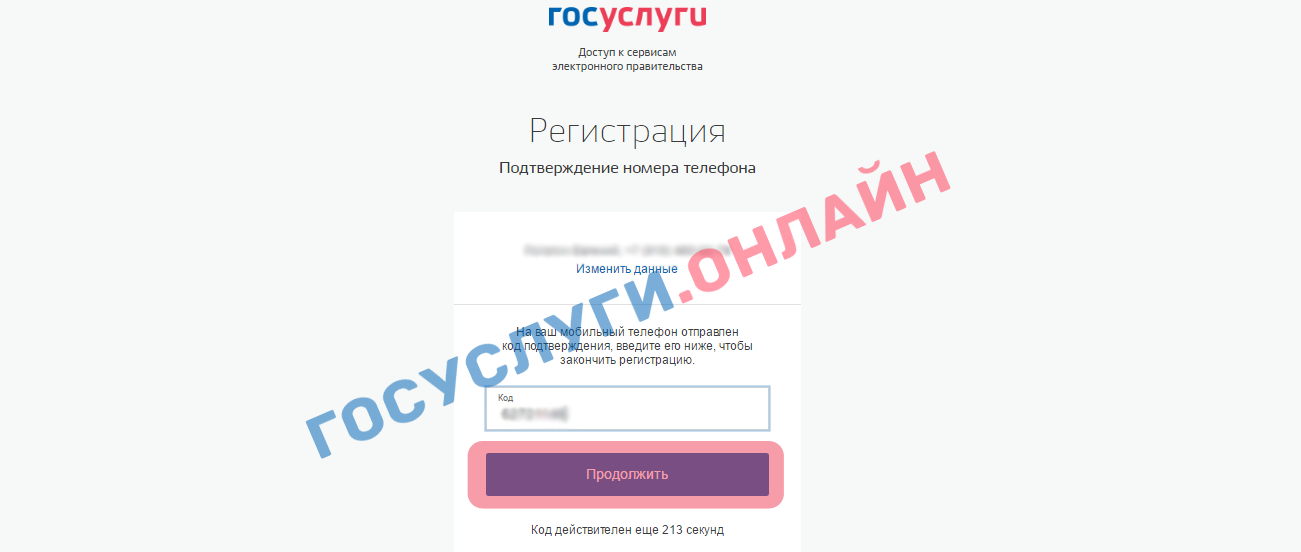 госуслуги
Доступ к сервисам
электронного правительства
Регистрация
Подтверждение номера телефона
Изменить данные
ГОСУСЛУГИ.ОНЛАЙН
На ваш мобильный телефон отправлен
код подтверждения, введите его ниже, чтобы
закончить регистрацию.
Код
Продолжить
Код действителен еще 213 секунд